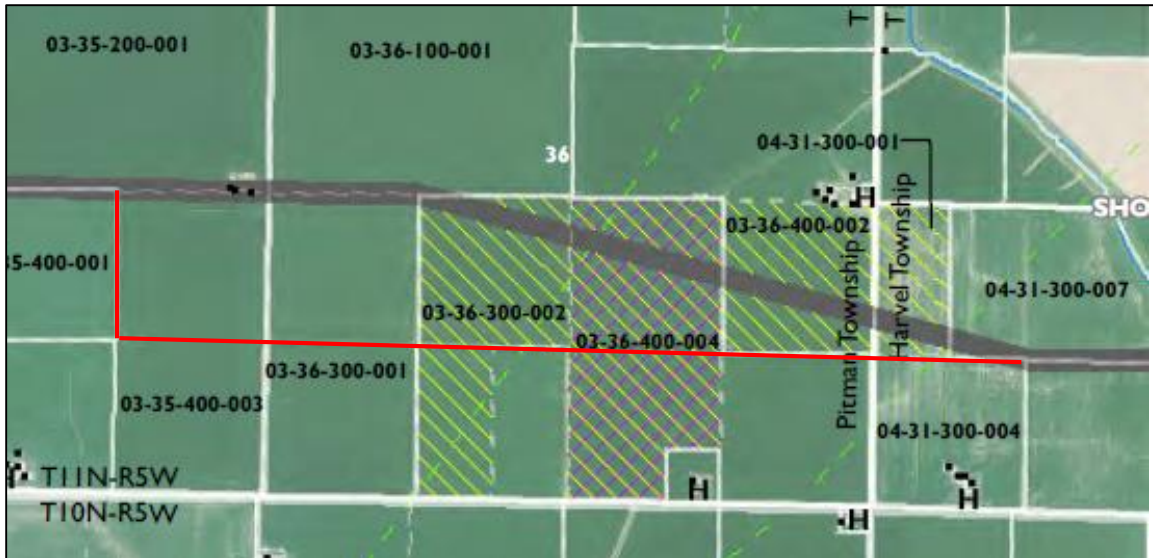 T T
03-35-200-001
03-36-100-001
04-31-300-001
36
H
SHO
03-36-400-002
35-400-001
04-31-300-007
03-36-300-002
03-36-400-004
Pitman Township
Harvel Township
03-36-300-001
03-35-400-003
04-31-300-004
T11N-R5W
H
H
T10N-R5W
H